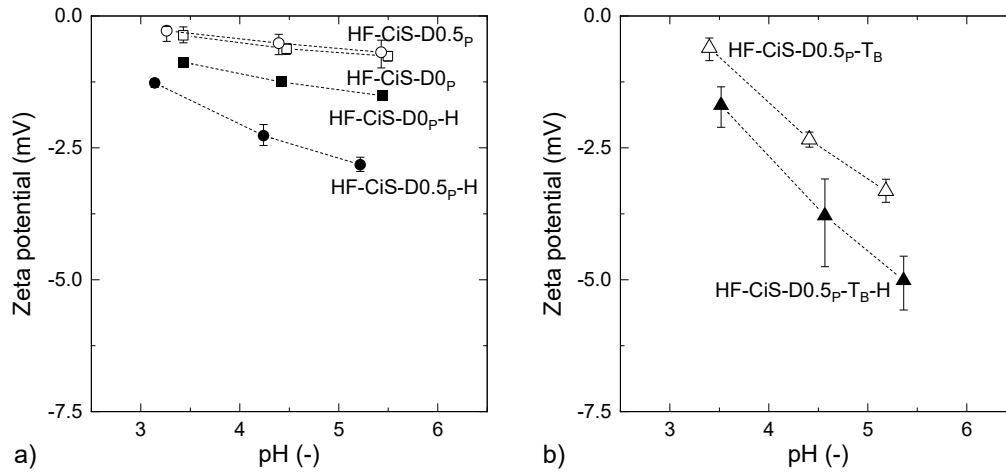 0.0
-2.5
-5.0
-7.5
Zeta potential (mV)
HF-CiS-D0.5P
HF-CiS-D0P
HF-CiS-D0P-H
HF-CiS-D0.5P-H
3 4 5 6
pH (-)
a)
0.0
-2.5
-5.0
-7.5
Zeta potential (mV)
HF-CiS-D0.5P-TB
HF-CiS-D0.5P-TB-H
3 4 5 6
pH (-)
b)